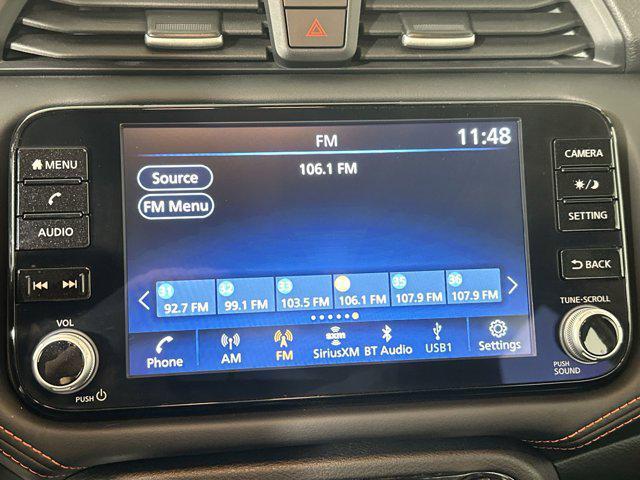 FM
11:48
106.1 FM
Source
FM Menu
31 32 33 35 36
92.7 FM 99.1 FM 103.5 FM 106.1 FM 107.9 FM 107.9 FM
Phone AM FM SiriusXM BT Audio USB1 Settings
MENU
AUDIO
VOL
PUSH
CAMERA
SETTING
BACK
TUNE·SCROLL
PUSH
SOUND